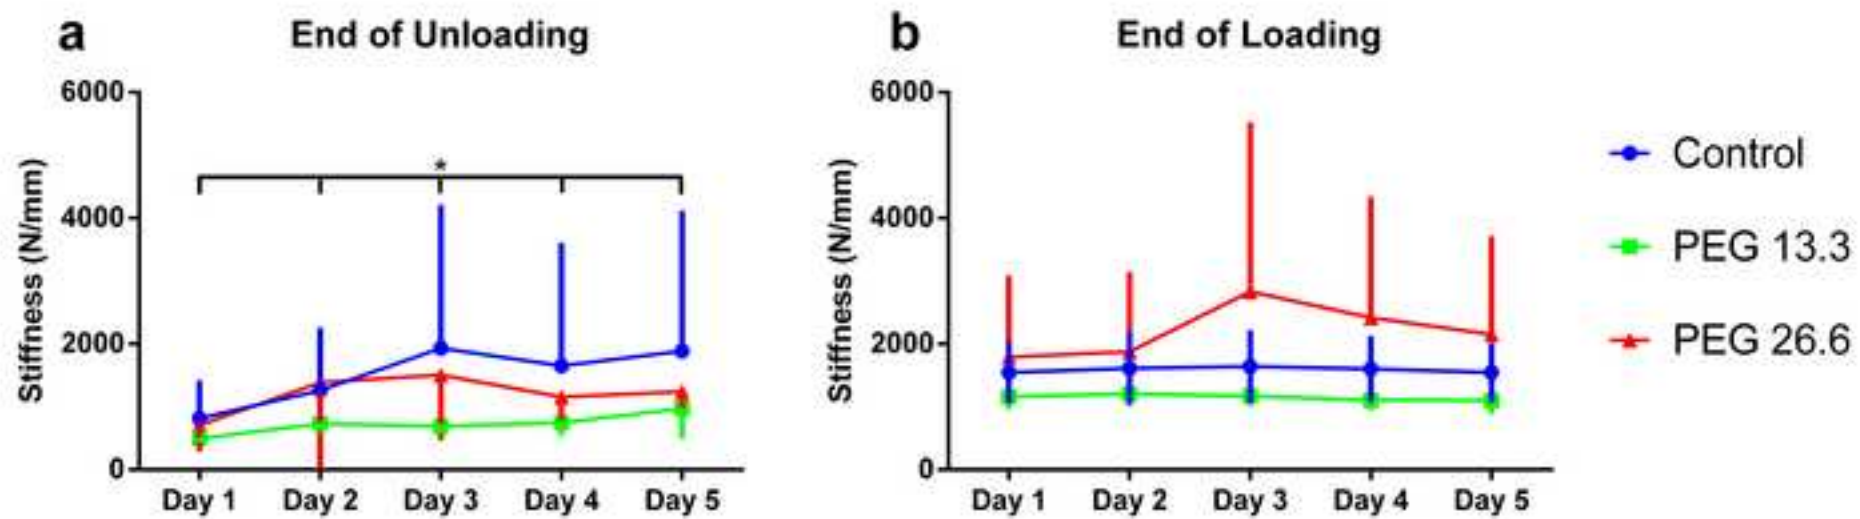 a End of Unloading
6000
4000
2000
0
Stiffness (N/mm)
*
Day 1 Day 2 Day 3 Day 4 Day 5
b End of Loading
6000
4000
2000
0
Stiffness (N/mm)
Day 1 Day 2 Day 3 Day 4 Day 5
Control
PEG 13.3
PEG 26.6